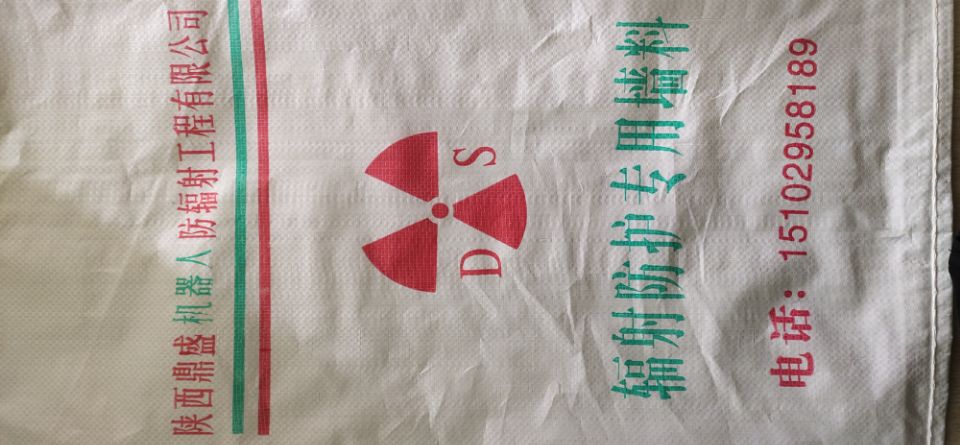 陕西鼎盛机器人防辐射工程有限公司
D S
辐射防护专用墙料
电话：15102958189